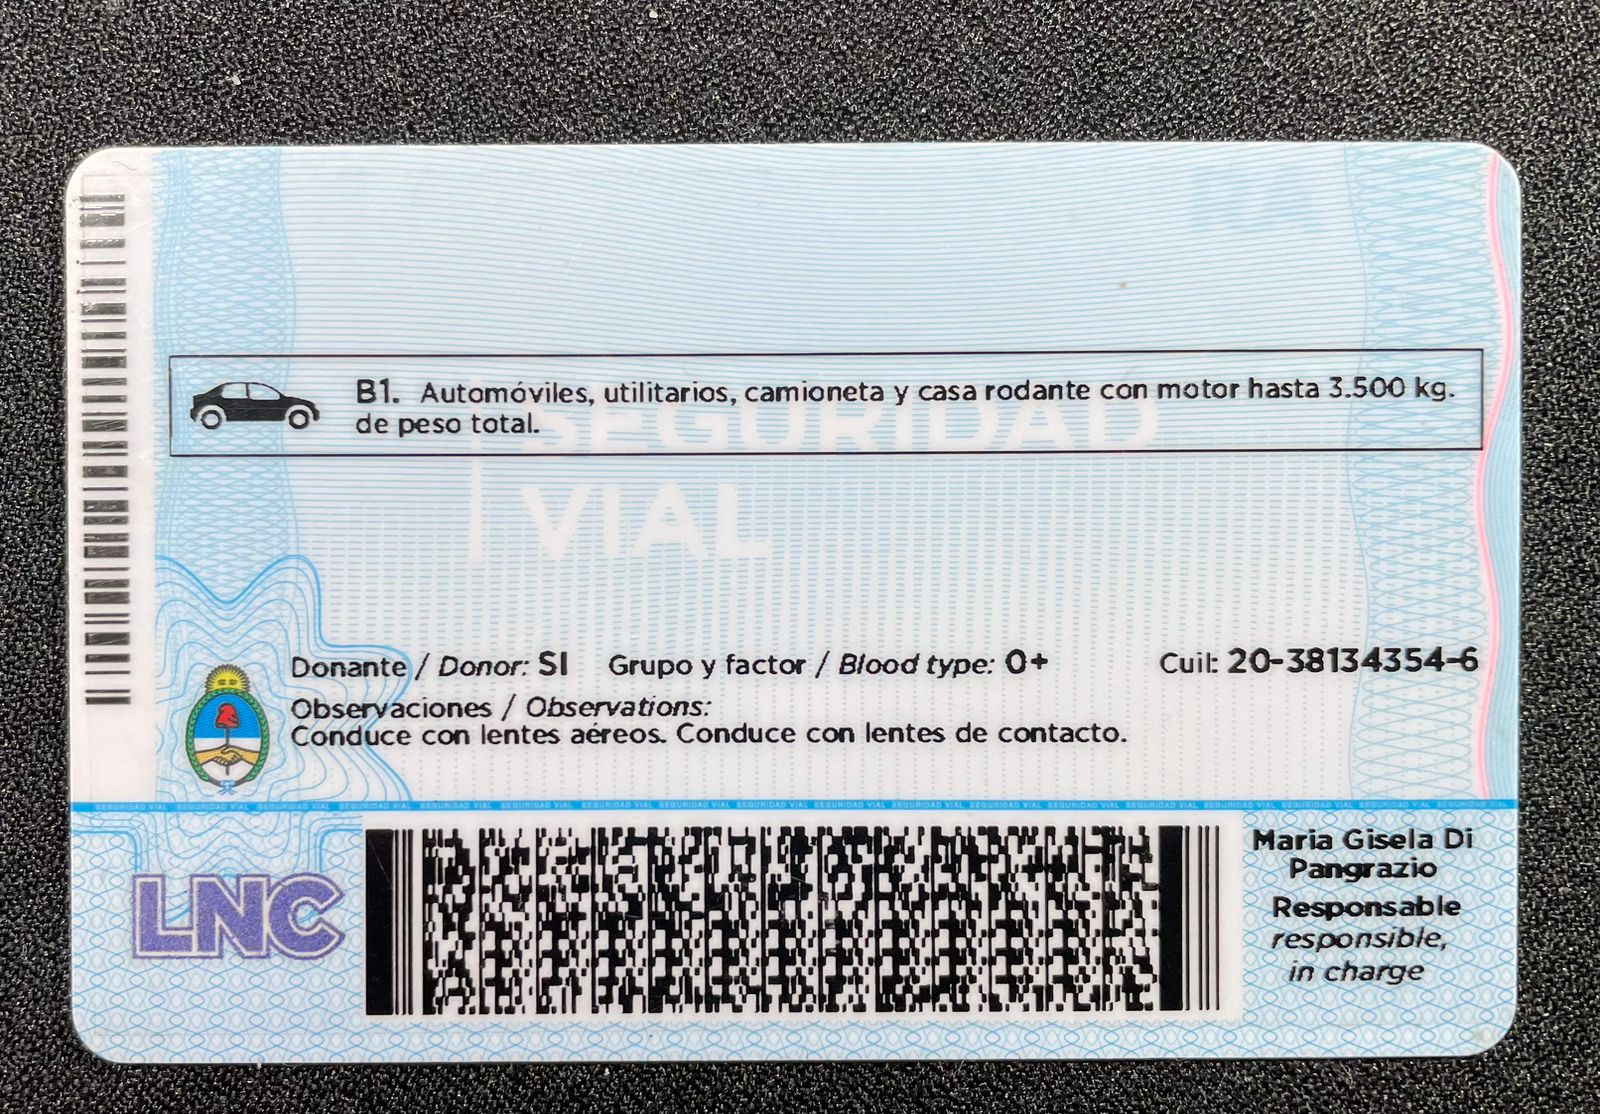 B1. Automóviles, utilitarios, camioneta y casa rodante con motor hasta 3.500 kg.
de peso total.
SEGURIDAD
VIAL
Donante / Donor: SI Grupo y factor / Blood type: 0+ Cuil: 20-38134354-6
Observaciones / Observations:
Conduce con lentes aéreos. Conduce con lentes de contacto.
SEGURIDAD VIAL SEGURIDAD VIAL SEGURIDAD VIAL SEGURIDAD VIAL SEGURIDAD VIAL SEGURIDAD VIAL SEGURIDAD VIAL SEGURIDAD VIAL SEGURIDAD VIAL SEGURIDAD VIAL SEGURIDAD VIAL SEGURIDAD VIAL SEGURIDAD VIAL SEGURIDAD VIAL SEGURIDAD VIAL SEGURIDAD VIAL SEGURIDAD VIAL SEGURIDAD VIAL
LNC
Maria Gisela Di
Pangrazio
Responsable
responsible,
in charge